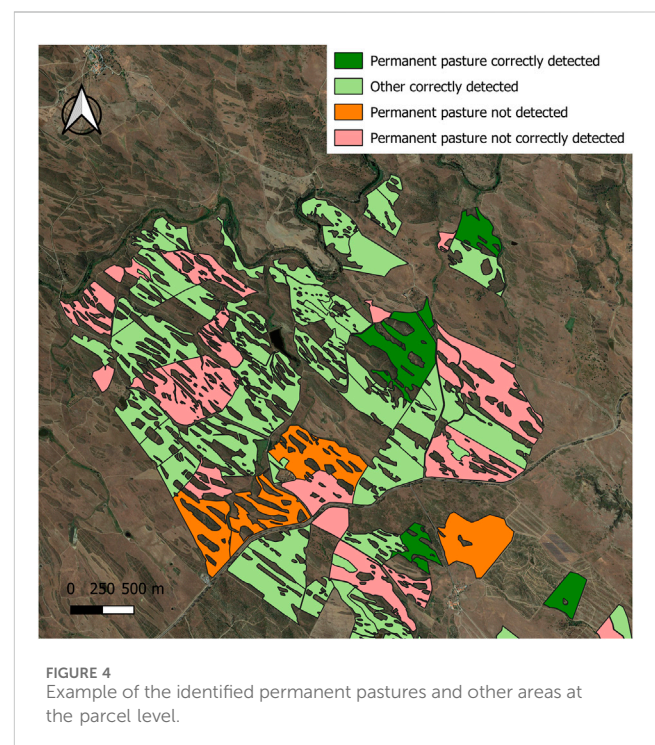 Permanent pasture correctly detected
Other correctly detected
Permanent pasture not detected
Permanent pasture not correctly detected
0 250 500 m
FIGURE 4
Example of the identified permanent pastures and other areas at
the parcel level.